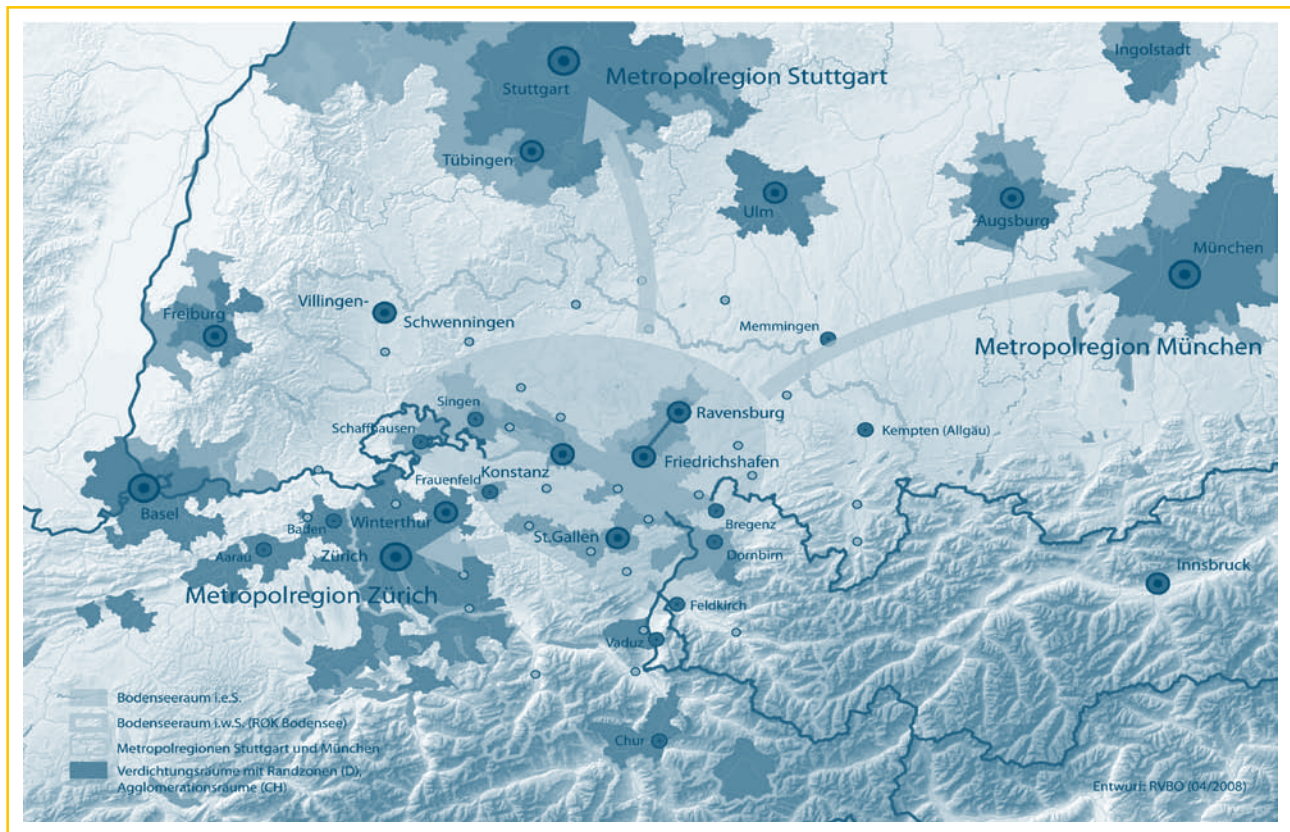 Ingolstadt
Metropolregion Stuttgart
Stuttgart
Tübingen
Ulm
Augsburg
München
Villingen-
Schwenningen
Freiburg
Memmingen
Metropolregion München
Singen
Ravensburg
Schaffhausen
Kempten (Allgäu)
Konstanz
Friedrichshafen
Frauenfeld
Basel
Baden
Winterthur
Bregenz
St.Gallen
Aarau
Zürich
Dornbirn
Innsbruck
Metropolregion Zürich
Feldkirch
Vaduz
Chur
Bodenseeraum i.e.S.
Bodenseeraum i.w.S. (ROK Bodensee)
Metropolregionen Stuttgart und München
Verdichtungsräume mit Randzonen (D),
Agglomerationsräume (CH)
Entwurf: RVBO (04/2008)